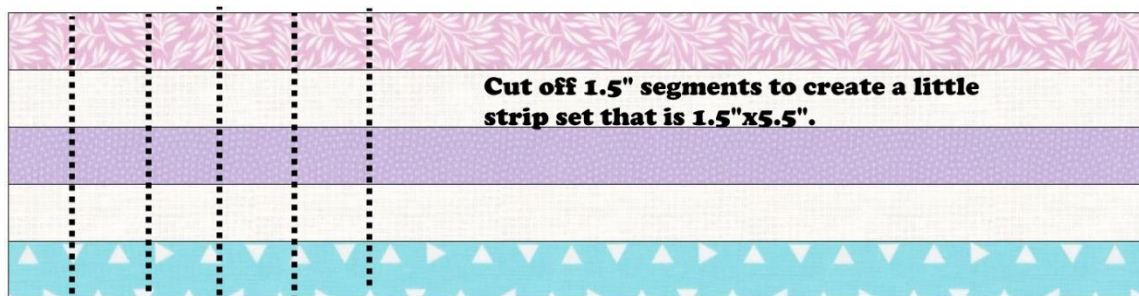 Cut off 1.5" segments to create a little
strip set that is 1.5"x5.5".